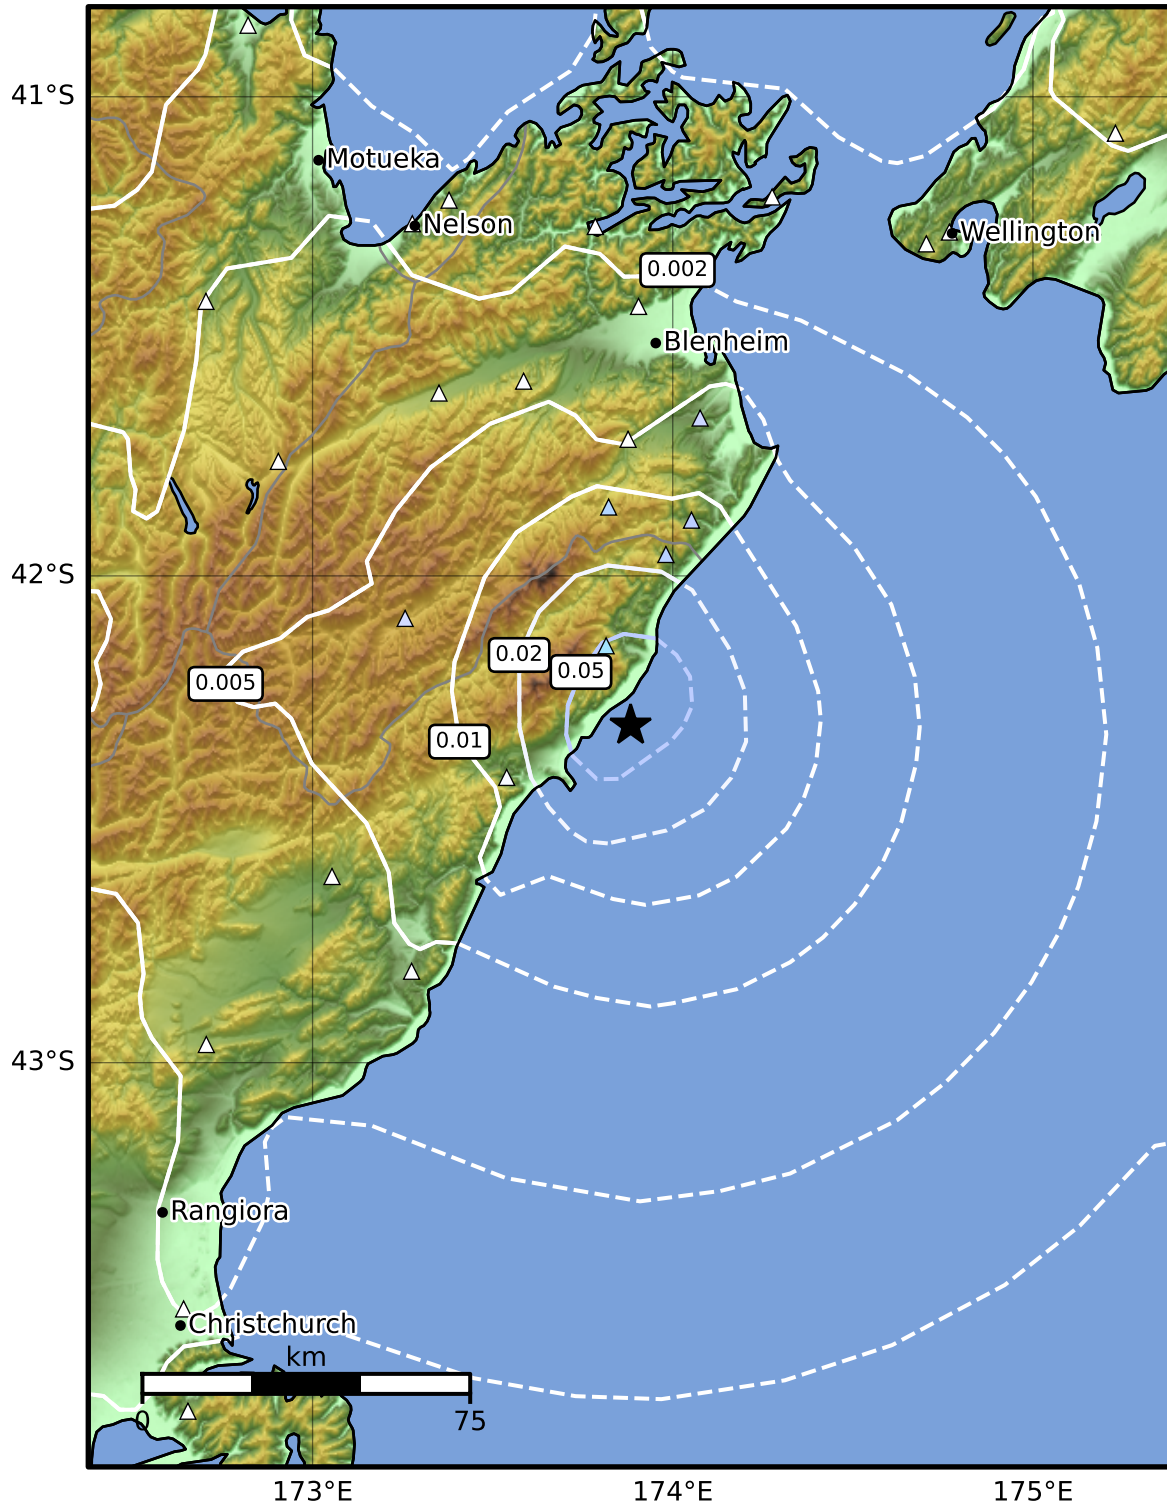 41°S
Motueka
Nelson
Wellington
0.002
Blenheim
42°S
0.02
0.05
0.005
0.01
43°S
Rangiora
Christchurch
km
0
75
173°E
174°E
175°E